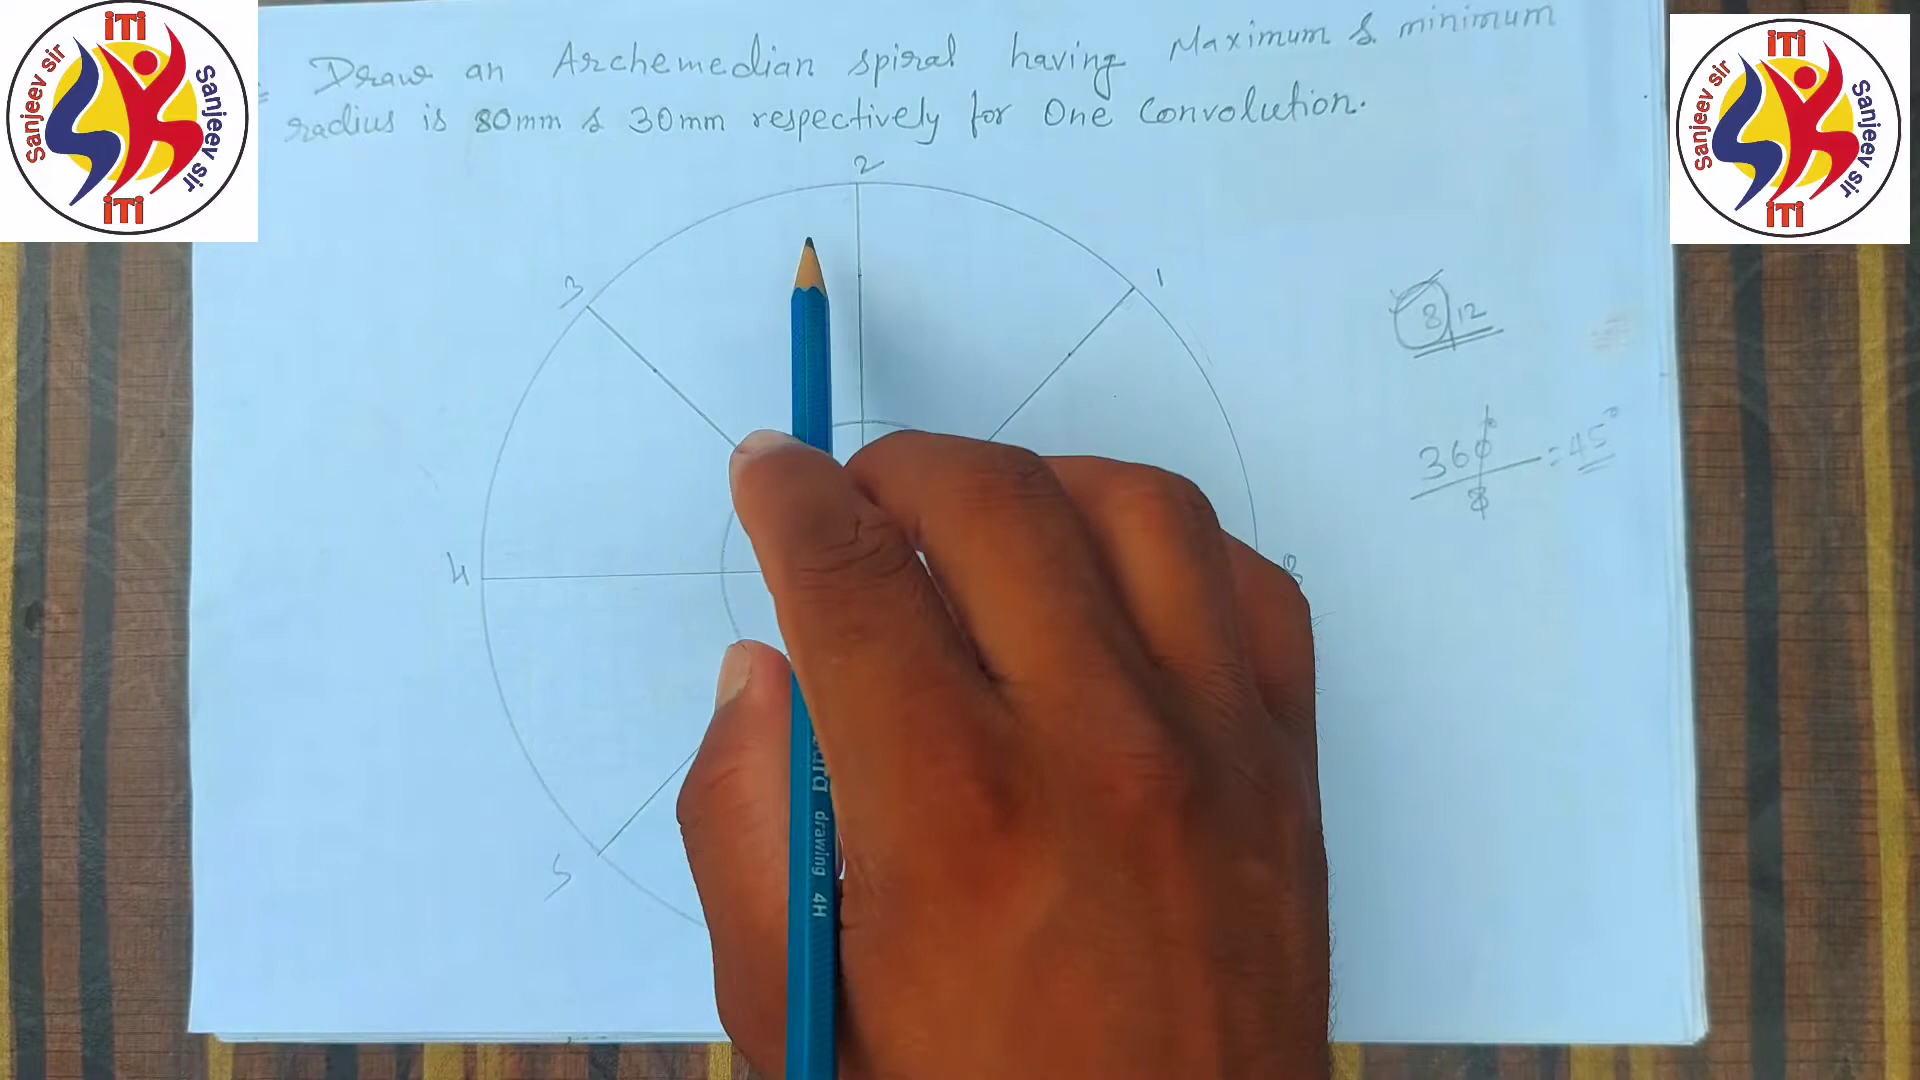 iTi
Sanjeev sir
Sanjeev sir
iTi
iTi
Sanjeev sir
Sanjeev sir
iTi
Draw an Archemedian spiral having Maximum & minimum
radius is 80mm & 30mm respectively for One Convolution.
2
3
1
8 12
360° = 45°
8
4
8
5
drawing 4H